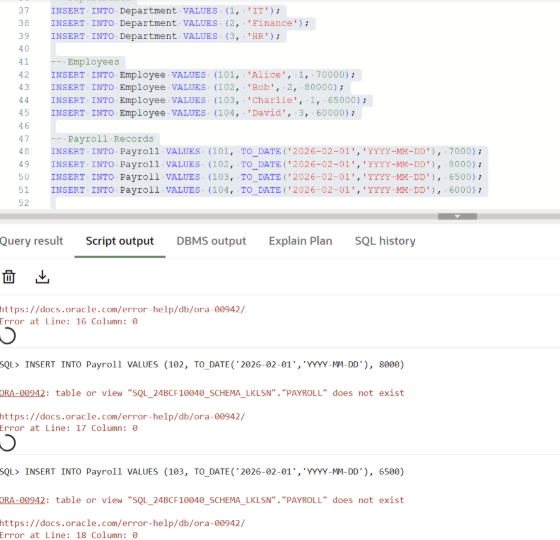 37 INSERT INTO Department VALUES (1, 'IT');
38 INSERT INTO Department VALUES (2, 'Finance');
39 INSERT INTO Department VALUES (3, 'HR');
40
41 -- Employees
42 INSERT INTO Employee VALUES (101, 'Alice', 1, 70000);
43 INSERT INTO Employee VALUES (102, 'Bob', 2, 80000);
44 INSERT INTO Employee VALUES (103, 'Charlie', 1, 65000);
45 INSERT INTO Employee VALUES (104, 'David', 3, 60000);
46
47 -- Payroll Records
48 INSERT INTO Payroll VALUES (101, TO_DATE('2026-02-01','YYYY-MM-DD'), 7000);
49 INSERT INTO Payroll VALUES (102, TO_DATE('2026-02-01','YYYY-MM-DD'), 8000);
50 INSERT INTO Payroll VALUES (103, TO_DATE('2026-02-01','YYYY-MM-DD'), 6500);
51 INSERT INTO Payroll VALUES (104, TO_DATE('2026-02-01','YYYY-MM-DD'), 6000);
52
Query result Script output DBMS output Explain Plan SQL history
https://docs.oracle.com/error-help/db/ora-00942/
Error at Line: 16 Column: 0
SQL> INSERT INTO Payroll VALUES (102, TO_DATE('2026-02-01','YYYY-MM-DD'), 8000)
ORA-00942: table or view "SQL_24BCF10040_SCHEMA_LKLSN"."PAYROLL" does not exist
https://docs.oracle.com/error-help/db/ora-00942/
Error at Line: 17 Column: 0
SQL> INSERT INTO Payroll VALUES (103, TO_DATE('2026-02-01','YYYY-MM-DD'), 6500)
ORA-00942: table or view "SQL_24BCF10040_SCHEMA_LKLSN"."PAYROLL" does not exist
https://docs.oracle.com/error-help/db/ora-00942/
Error at Line: 18 Column: 0